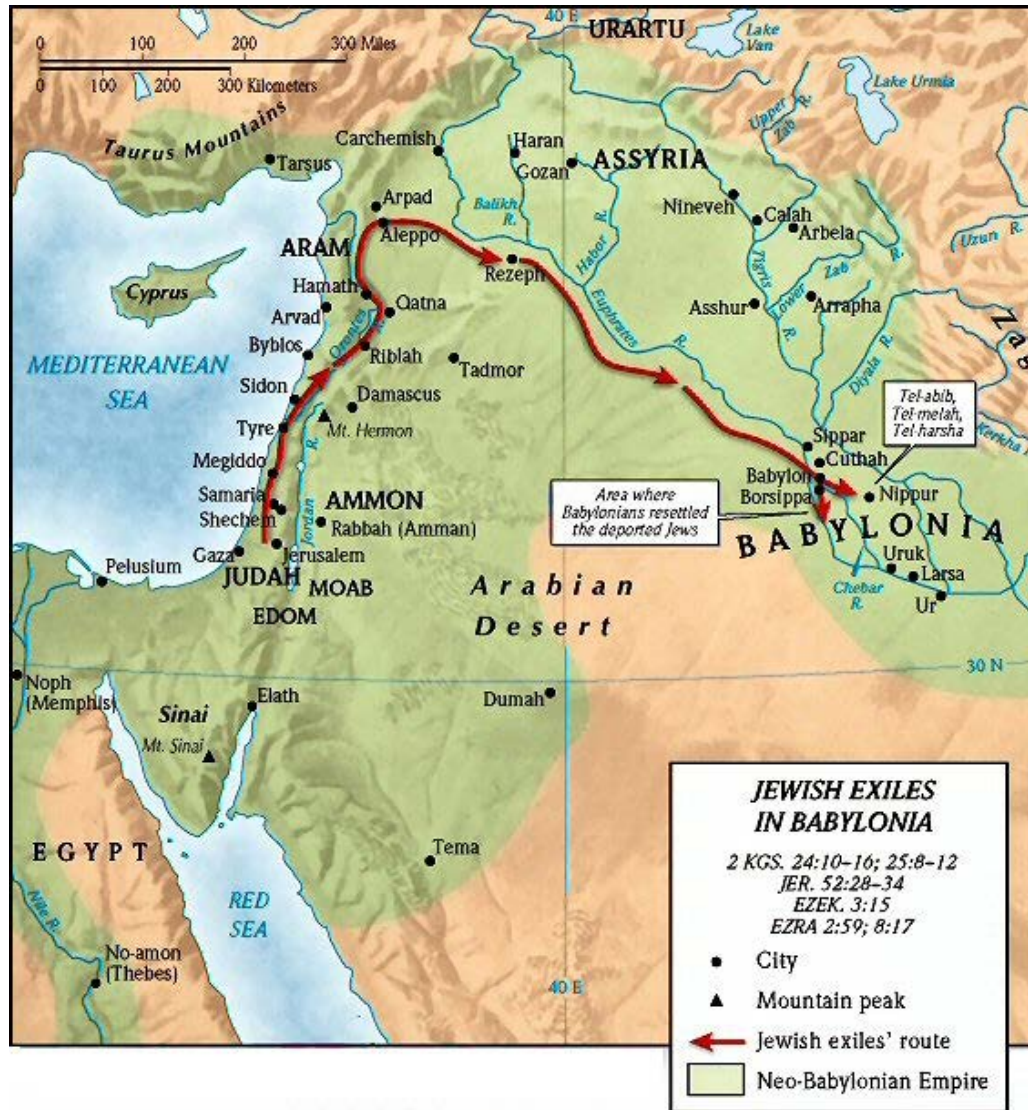 40 E
URARTU
0 100 200 300 Miles
0 100 200 300 Kilometers
Lake
Van
Lake Urmia
Upper
Zab R.
Taurus Mountains
Tarsus
Carchemish
Haran
Gozan
ASSYRIA
Nineveh
Calah
Arbela
Uzun R.
Arpad
Balikh
R.
Habor R.
Aleppo
ARAM
Rezeph
Tigris
R.
Lower Zab R.
Cyprus
Hamath
Qatna
Arvad
Orontes
R.
Asshur
Arrapha
Euphrates R.
Byblos
Riblah
Tadmor
Diyala R.
Zag
MEDITERRANEAN
SEA
Sidon
Damascus
Tyre
Mt. Hermon
Tel-abib,
Tel-melah,
Tel-harsha
Kerkha
Megiddo
Jordan R.
Sippar
Cuthah
Babylon
Borsippa
Nippur
Samaria
Shechem
AMMON
Rabbah (Amman)
Area where
Babylonians resettled
the deported Jews
BABYLONIA
Gaza
Jerusalem
Pelusium
JUDAH
MOAB
EDOM
Uruk
Larsa
Ur
Chebar
R.
Arabian
Desert
30 N
Noph
(Memphis)
Elath
Dumah
Sinai
Mt. Sinai
EGYPT
Tema
RED
SEA
Nile R.
No-amon
(Thebes)
40 E
JEWISH EXILES
IN BABYLONIA
2 KGS. 24:10–16; 25:8–12
JER. 52:28–34
EZEK. 3:15
EZRA 2:59; 8:17
City
Mountain peak
Jewish exiles' route
Neo-Babylonian Empire